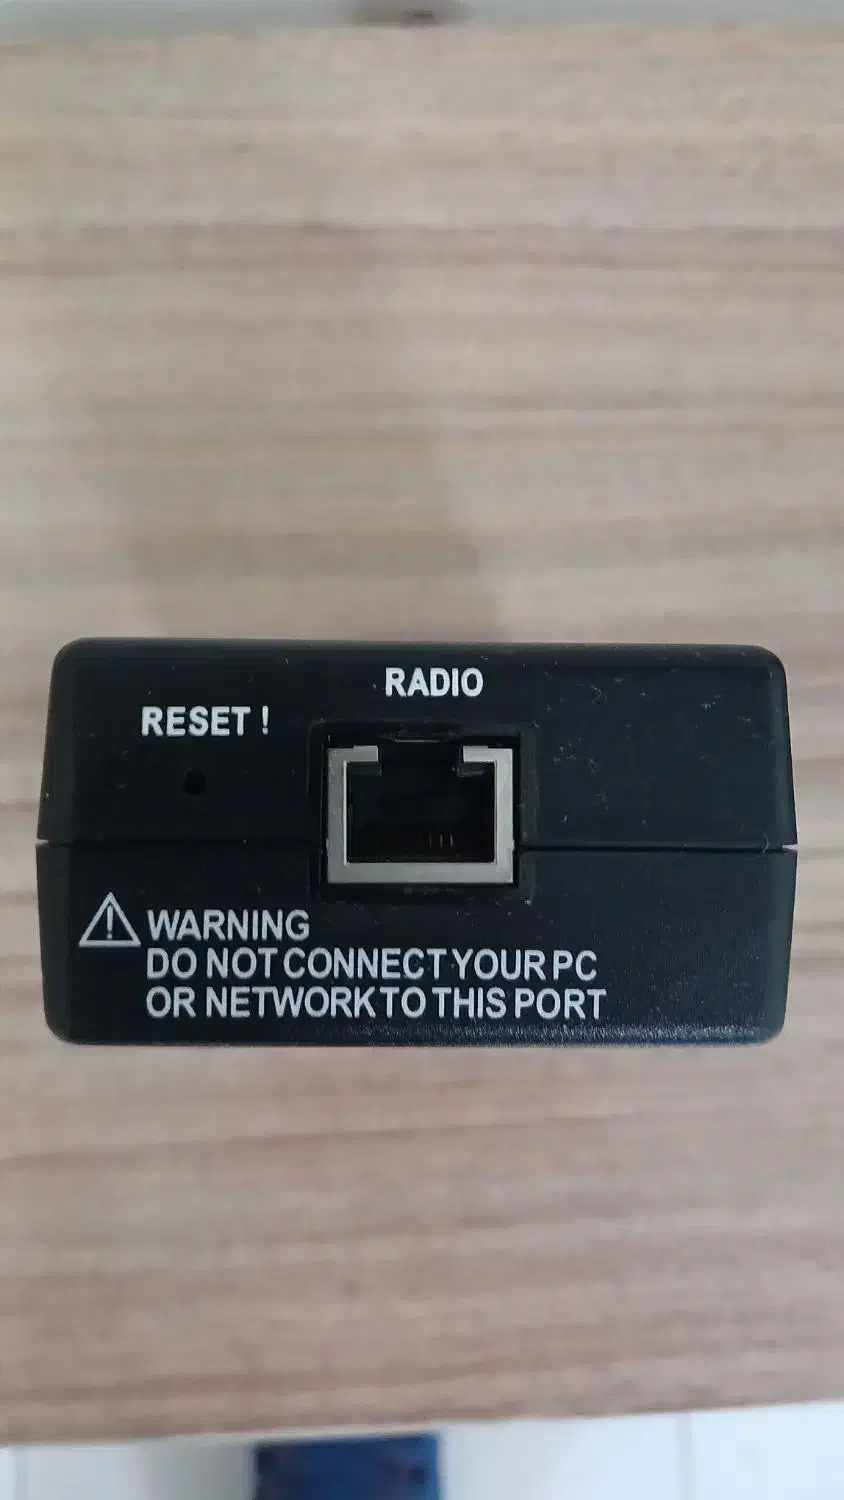 RADIO
RESET !
WARNING
DO NOT CONNECT YOUR PC
OR NETWORK TO THIS PORT